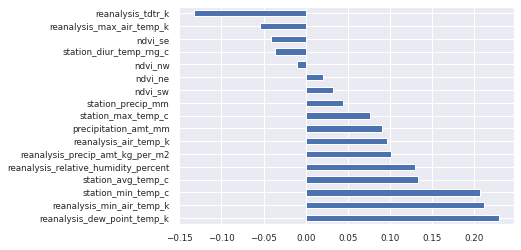 reanalysis_tdtr_k
reanalysis_max_air_temp_k
ndvi_se
station_diur_temp_rng_c
ndvi_nw
ndvi_ne
ndvi_sw
station_precip_mm
station_max_temp_c
precipitation_amt_mm
reanalysis_air_temp_k
reanalysis_precip_amt_kg_per_m2
reanalysis_relative_humidity_percent
station_avg_temp_c
station_min_temp_c
reanalysis_min_air_temp_k
reanalysis_dew_point_temp_k
−0.15 −0.10 −0.05 0.00 0.05 0.10 0.15 0.20